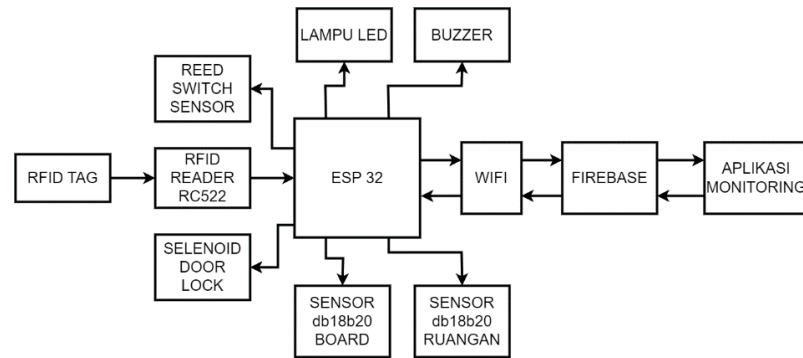 LAMPU LED
BUZZER
REED
SWITCH
SENSOR
RFID TAG
RFID
READER
RC522
ESP 32
WIFI
FIREBASE
APLIKASI
MONITORING
SELENOID
DOOR
LOCK
SENSOR
db18b20
BOARD
SENSOR
db18b20
RUANGAN